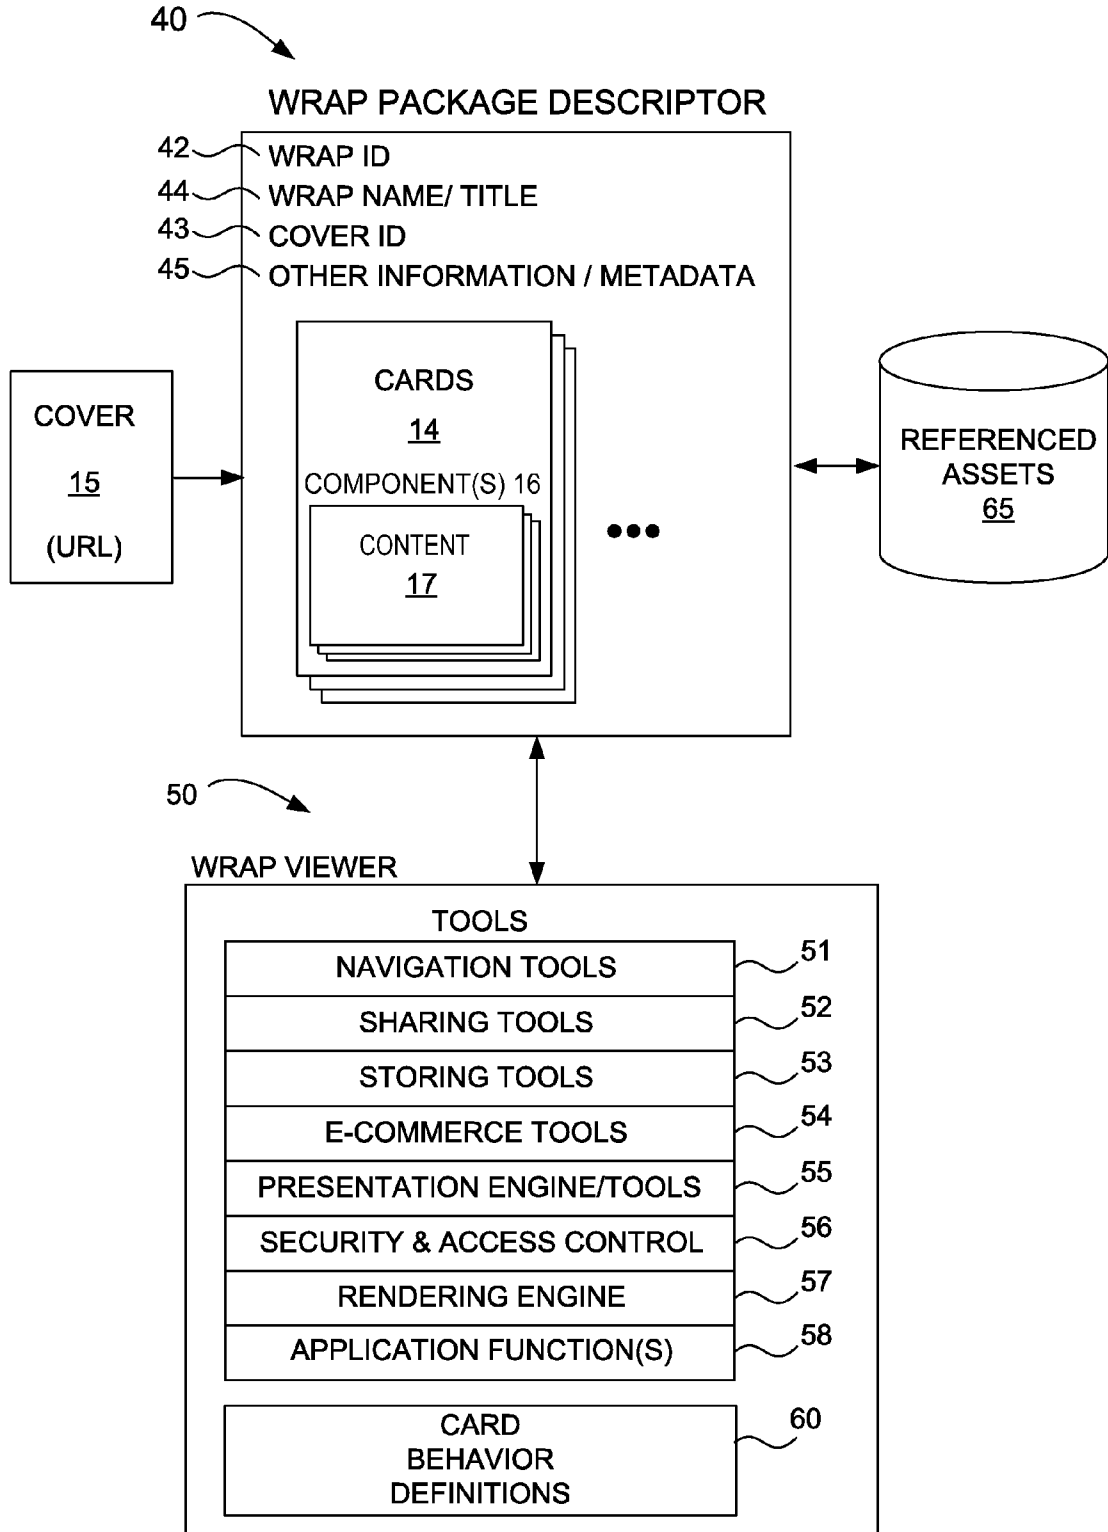 40
WRAP PACKAGE DESCRIPTOR
42 WRAP ID
44 WRAP NAME/ TITLE
43 COVER ID
45 OTHER INFORMATION / METADATA
COVER
15
(URL)
CARDS
14
COMPONENT(S) 16
CONTENT
17
REFERENCED
ASSETS
65
50
WRAP VIEWER
TOOLS
NAVIGATION TOOLS 51
SHARING TOOLS 52
STORING TOOLS 53
E-COMMERCE TOOLS 54
PRESENTATION ENGINE/TOOLS 55
SECURITY & ACCESS CONTROL 56
RENDERING ENGINE 57
APPLICATION FUNCTION(S) 58
CARD 60
BEHAVIOR
DEFINITIONS